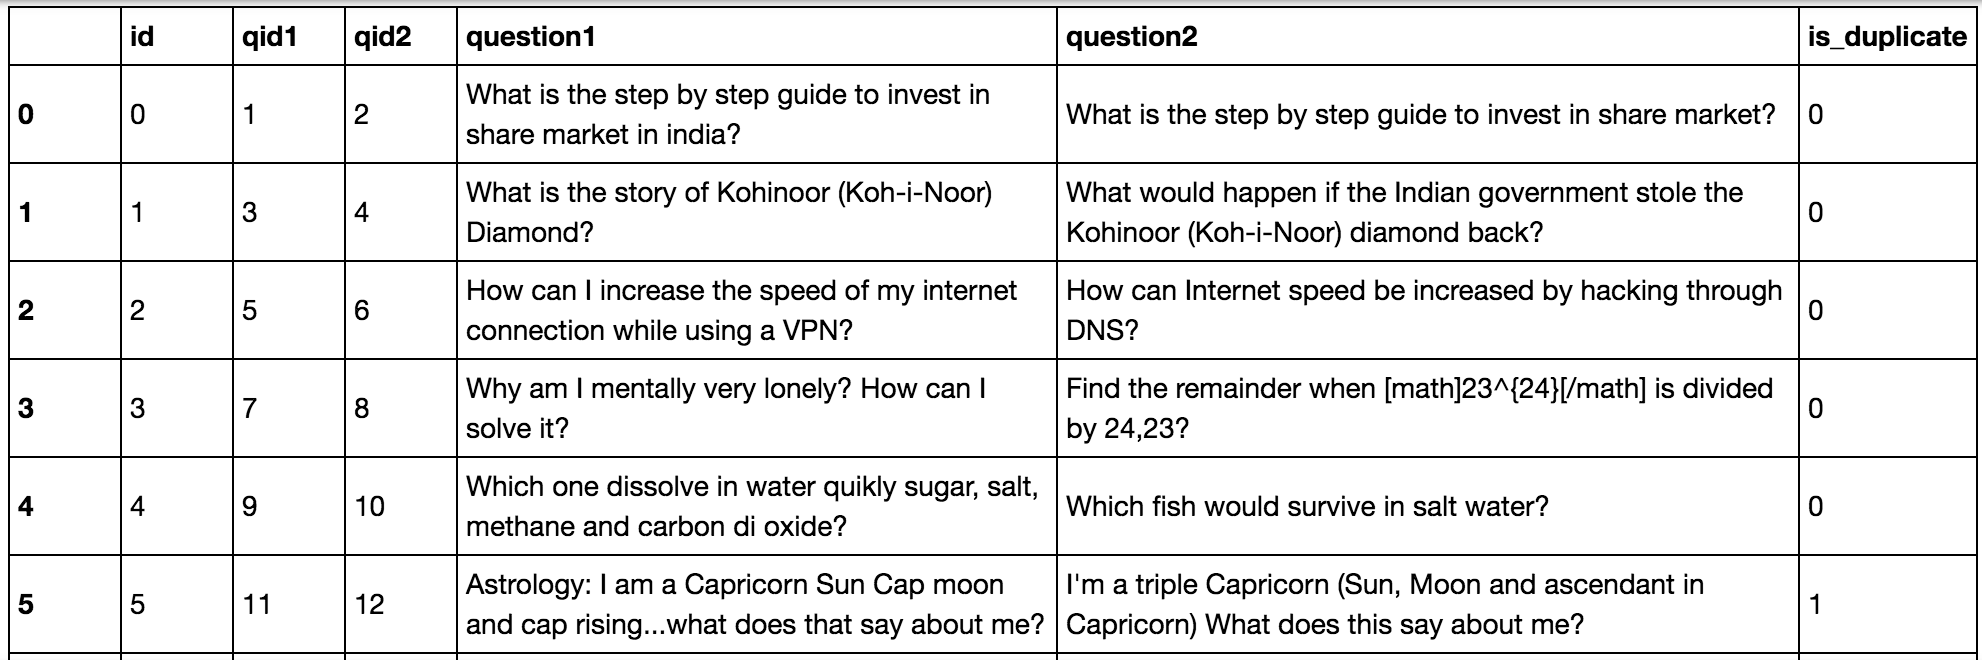 id qid1 qid2 question1 question2 is_duplicate
0 0 1 2 What is the step by step guide to invest in share market in india? What is the step by step guide to invest in share market? 0
1 1 3 4 What is the story of Kohinoor (Koh-i-Noor) Diamond? What would happen if the Indian government stole the Kohinoor (Koh-i-Noor) diamond back? 0
2 2 5 6 How can I increase the speed of my internet connection while using a VPN? How can Internet speed be increased by hacking through DNS? 0
3 3 7 8 Why am I mentally very lonely? How can I solve it? Find the remainder when [math]23^{24}[/math] is divided by 24,23? 0
4 4 9 10 Which one dissolve in water quikly sugar, salt, methane and carbon di oxide? Which fish would survive in salt water? 0
5 5 11 12 Astrology: I am a Capricorn Sun Cap moon and cap rising...what does that say about me? I'm a triple Capricorn (Sun, Moon and ascendant in Capricorn) What does this say about me? 1